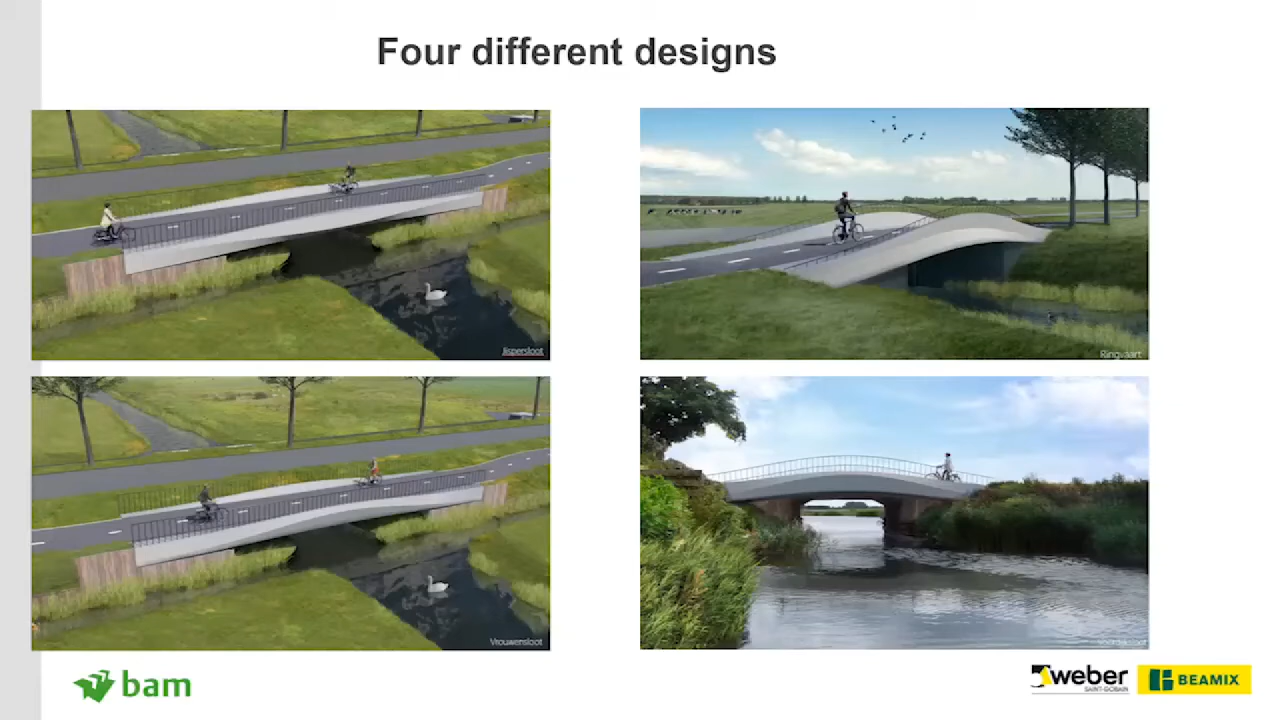 Four different designs
Jispersloot
Ringvaart
Vrouwensloot
bam
weber
SAINT-GOBAIN
BEAMIX